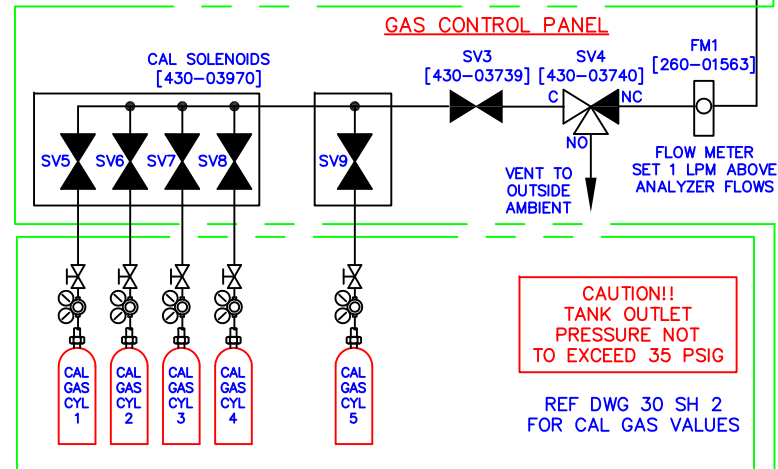 GAS CONTROL PANEL
CAL SOLENOIDS
[430-03970]
SV3
[430-03739]
SV4
[430-03740]
FM1
[260-01563]
C
NC
NO
SV5
SV6
SV7
SV8
SV9
VENT TO
OUTSIDE
AMBIENT
FLOW METER
SET 1 LPM ABOVE
ANALYZER FLOWS
CAL
GAS
CYL
1
CAL
GAS
CYL
2
CAL
GAS
CYL
3
CAL
GAS
CYL
4
CAL
GAS
CYL
5
CAUTION!!
TANK OUTLET
PRESSURE NOT
TO EXCEED 35 PSIG
REF DWG 30 SH 2
FOR CAL GAS VALUES